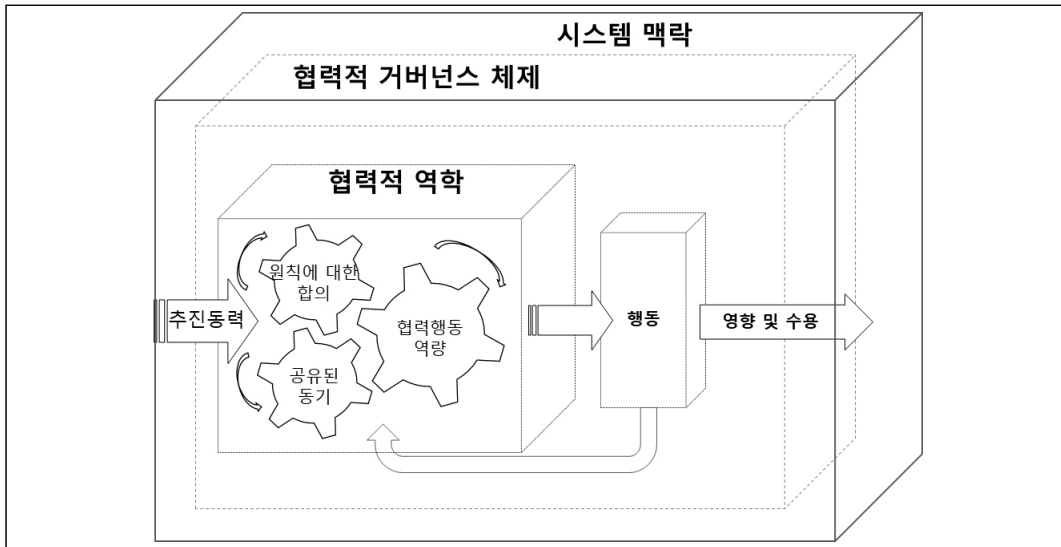 시스템 맥락
협력적 거버넌스 체제
협력적 역학
원칙에 대한
합의
추진동력
협력행동
역량
공유된
동기
행동
영향 및 수용